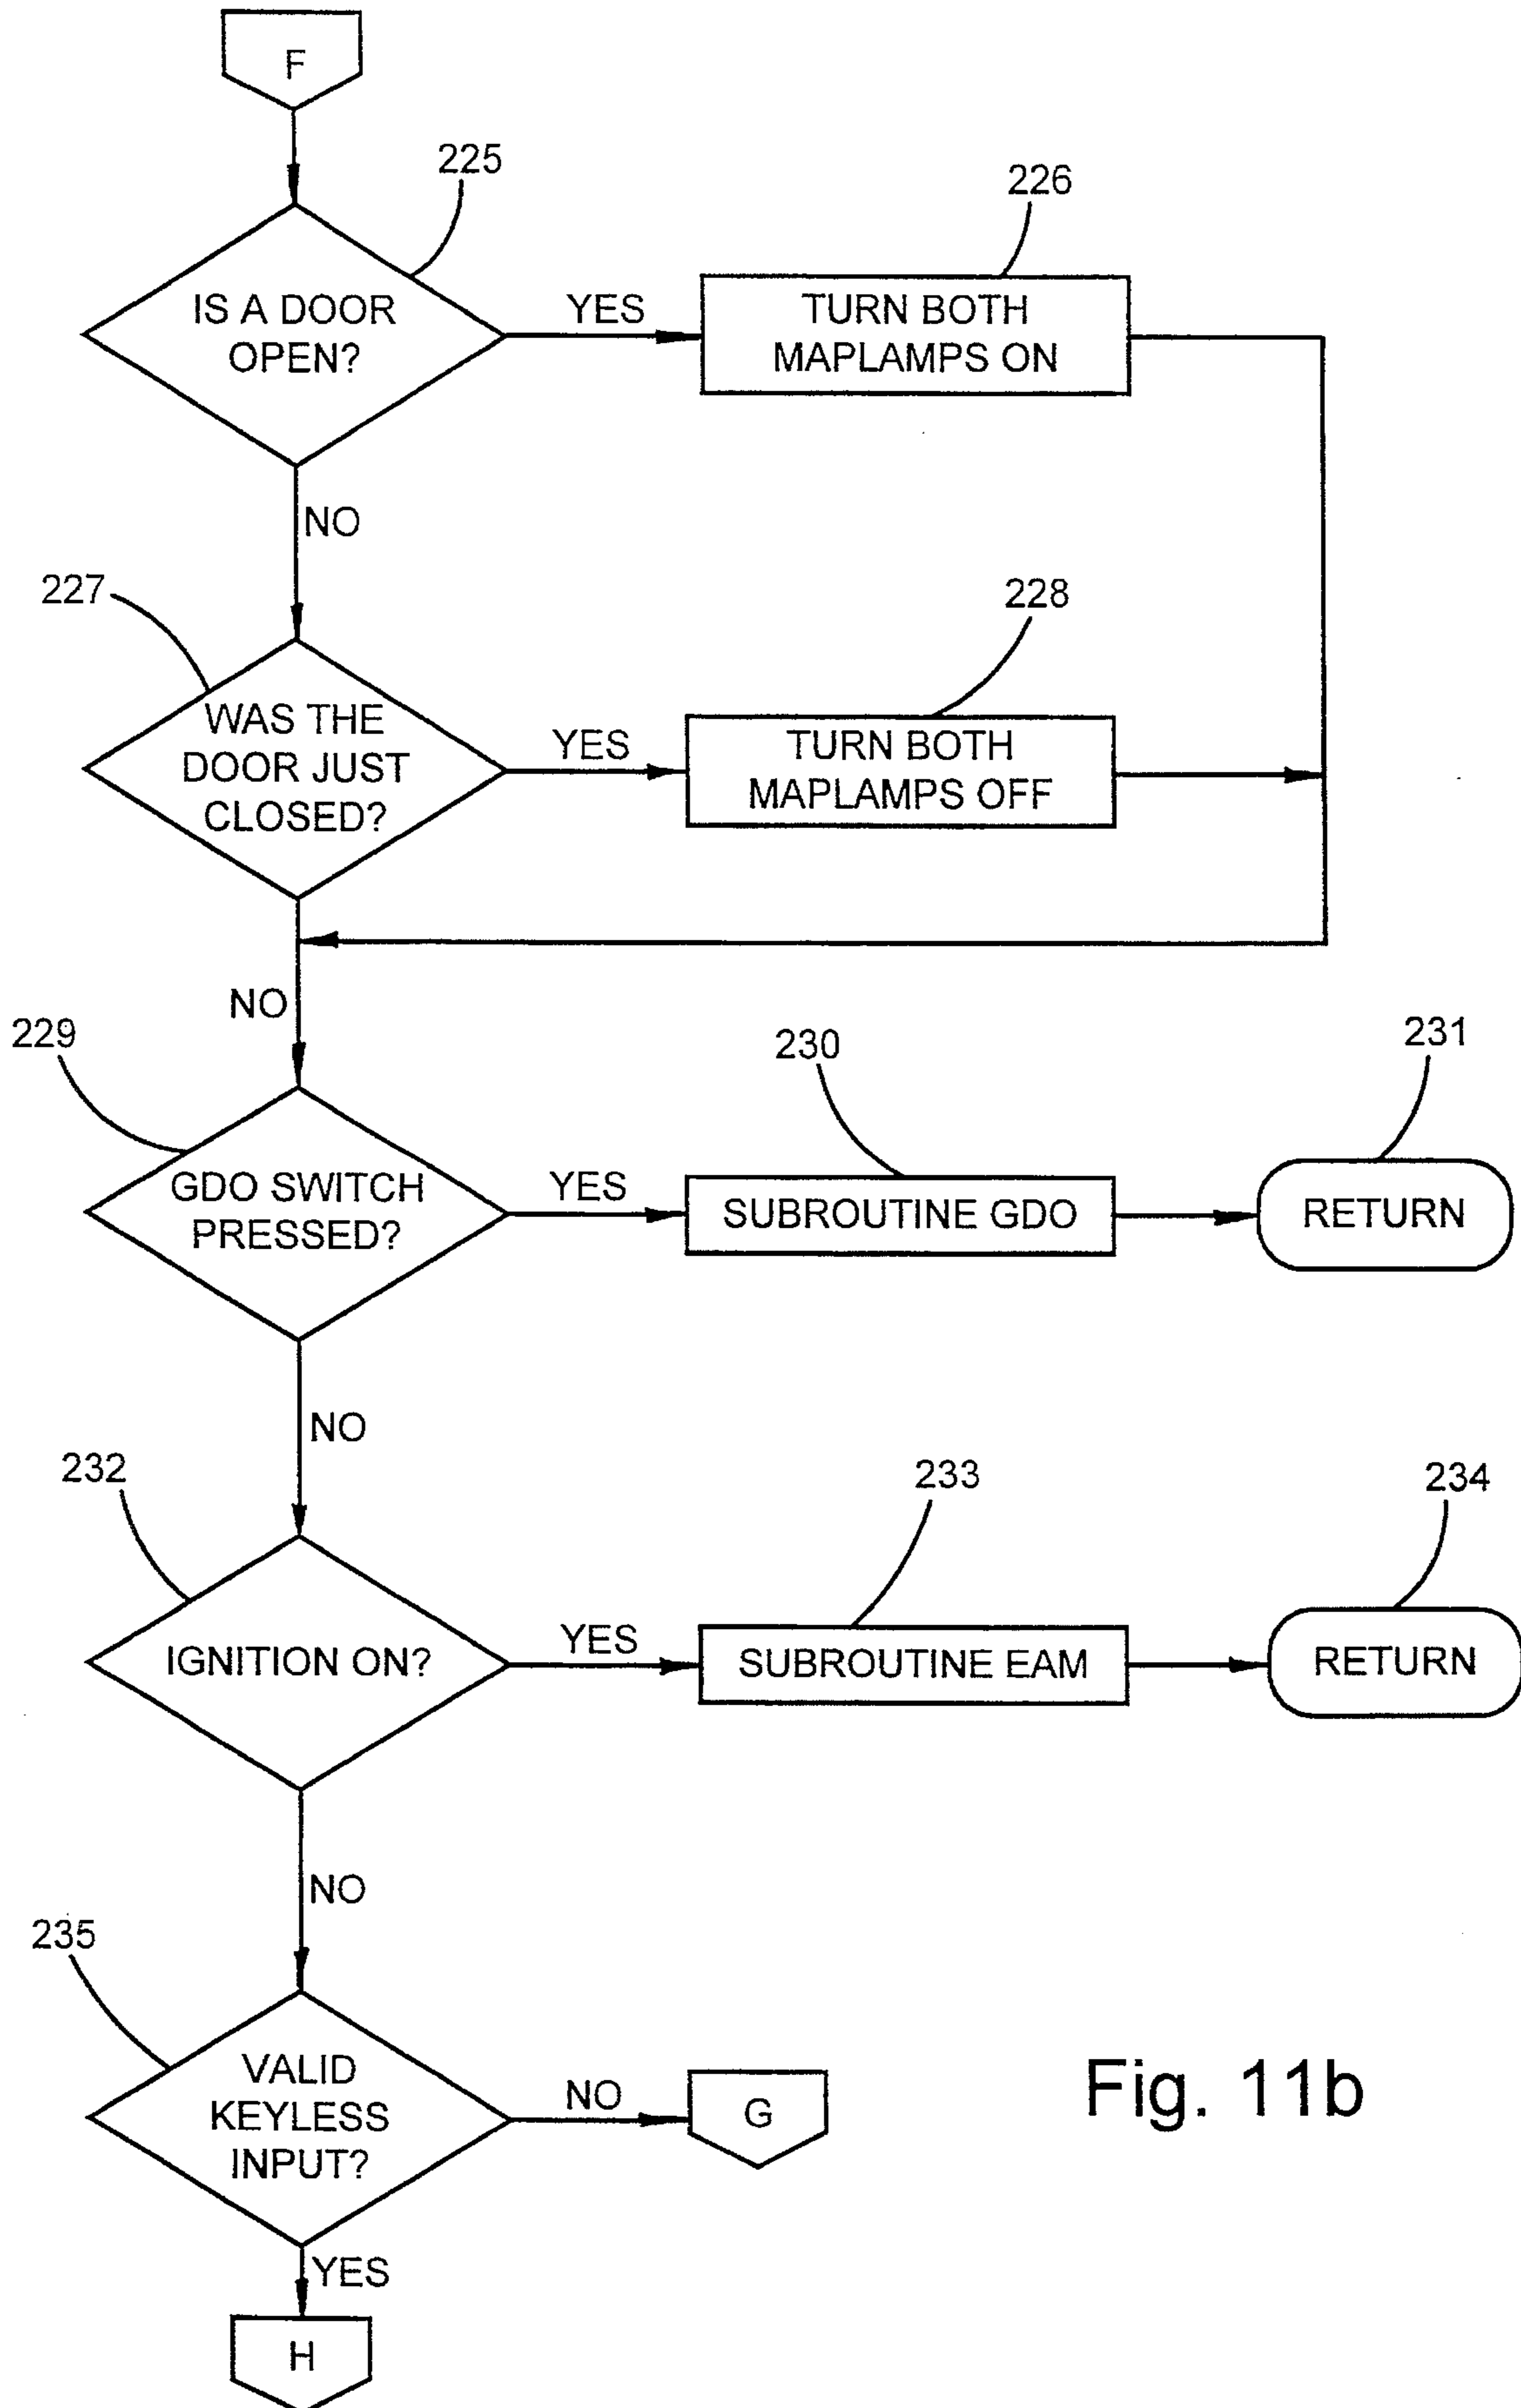 F
225
226
IS A DOOR
OPEN?
YES
TURN BOTH
MAPLAMPS ON
NO
227
228
WAS THE
DOOR JUST
CLOSED?
YES
TURN BOTH
MAPLAMPS OFF
NO
229
230
231
GDO SWITCH
PRESSED?
YES
SUBROUTINE GDO
RETURN
NO
232
233
234
IGNITION ON?
YES
SUBROUTINE EAM
RETURN
NO
235
VALID
KEYLESS
INPUT?
NO
G
Fig. 11b
YES
H